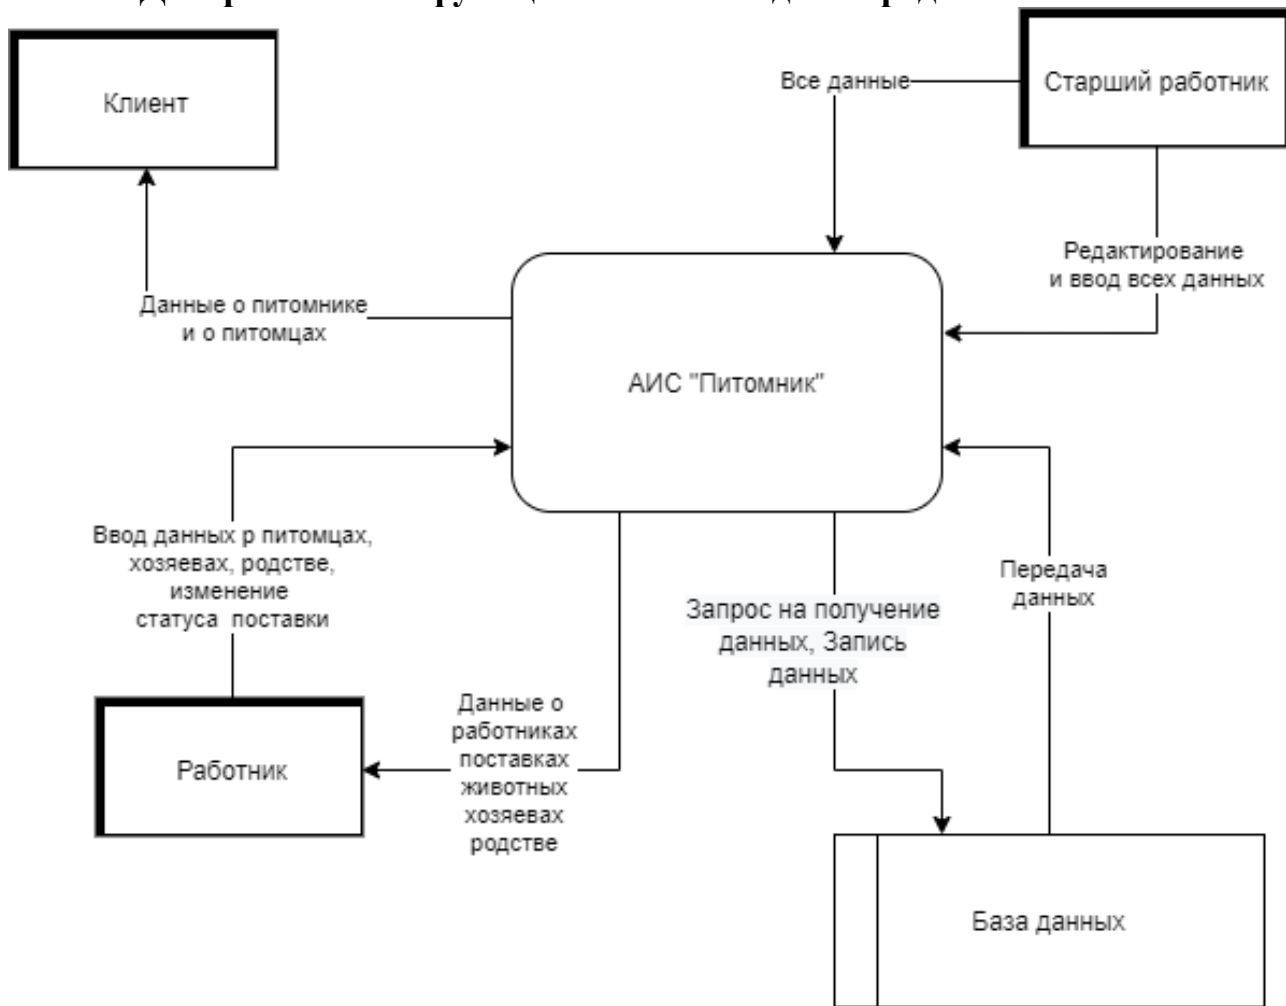 Клиент
Все данные
Старший работник
Редактирование
и ввод всех данных
Данные о питомнике
и о питомцах
АИС "Питомник"
Ввод данных р питомцах,
хозяевах, родстве,
изменение
статуса  поставки
Запрос на получение
данных, Запись
данных
Передача
данных
Работник
Данные о
работниках
поставках
животных
хозяевах
родстве
База данных